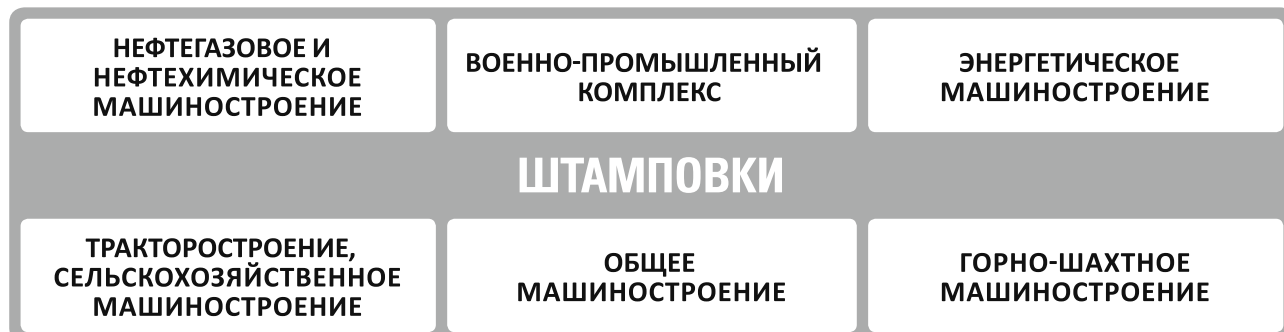 НЕФТЕГАЗОВОЕ И
НЕФТЕХИМИЧЕСКОЕ
МАШИНОСТРОЕНИЕ
ВОЕННО-ПРОМЫШЛЕННЫЙ
КОМПЛЕКС
ЭНЕРГЕТИЧЕСКОЕ
МАШИНОСТРОЕНИЕ
ШТАМПОВКИ
ТРАКТОРОСТРОЕНИЕ,
СЕЛЬСКОХОЗЯЙСТВЕННОЕ
МАШИНОСТРОЕНИЕ
ОБЩЕЕ
МАШИНОСТРОЕНИЕ
ГОРНО-ШАХТНОЕ
МАШИНОСТРОЕНИЕ